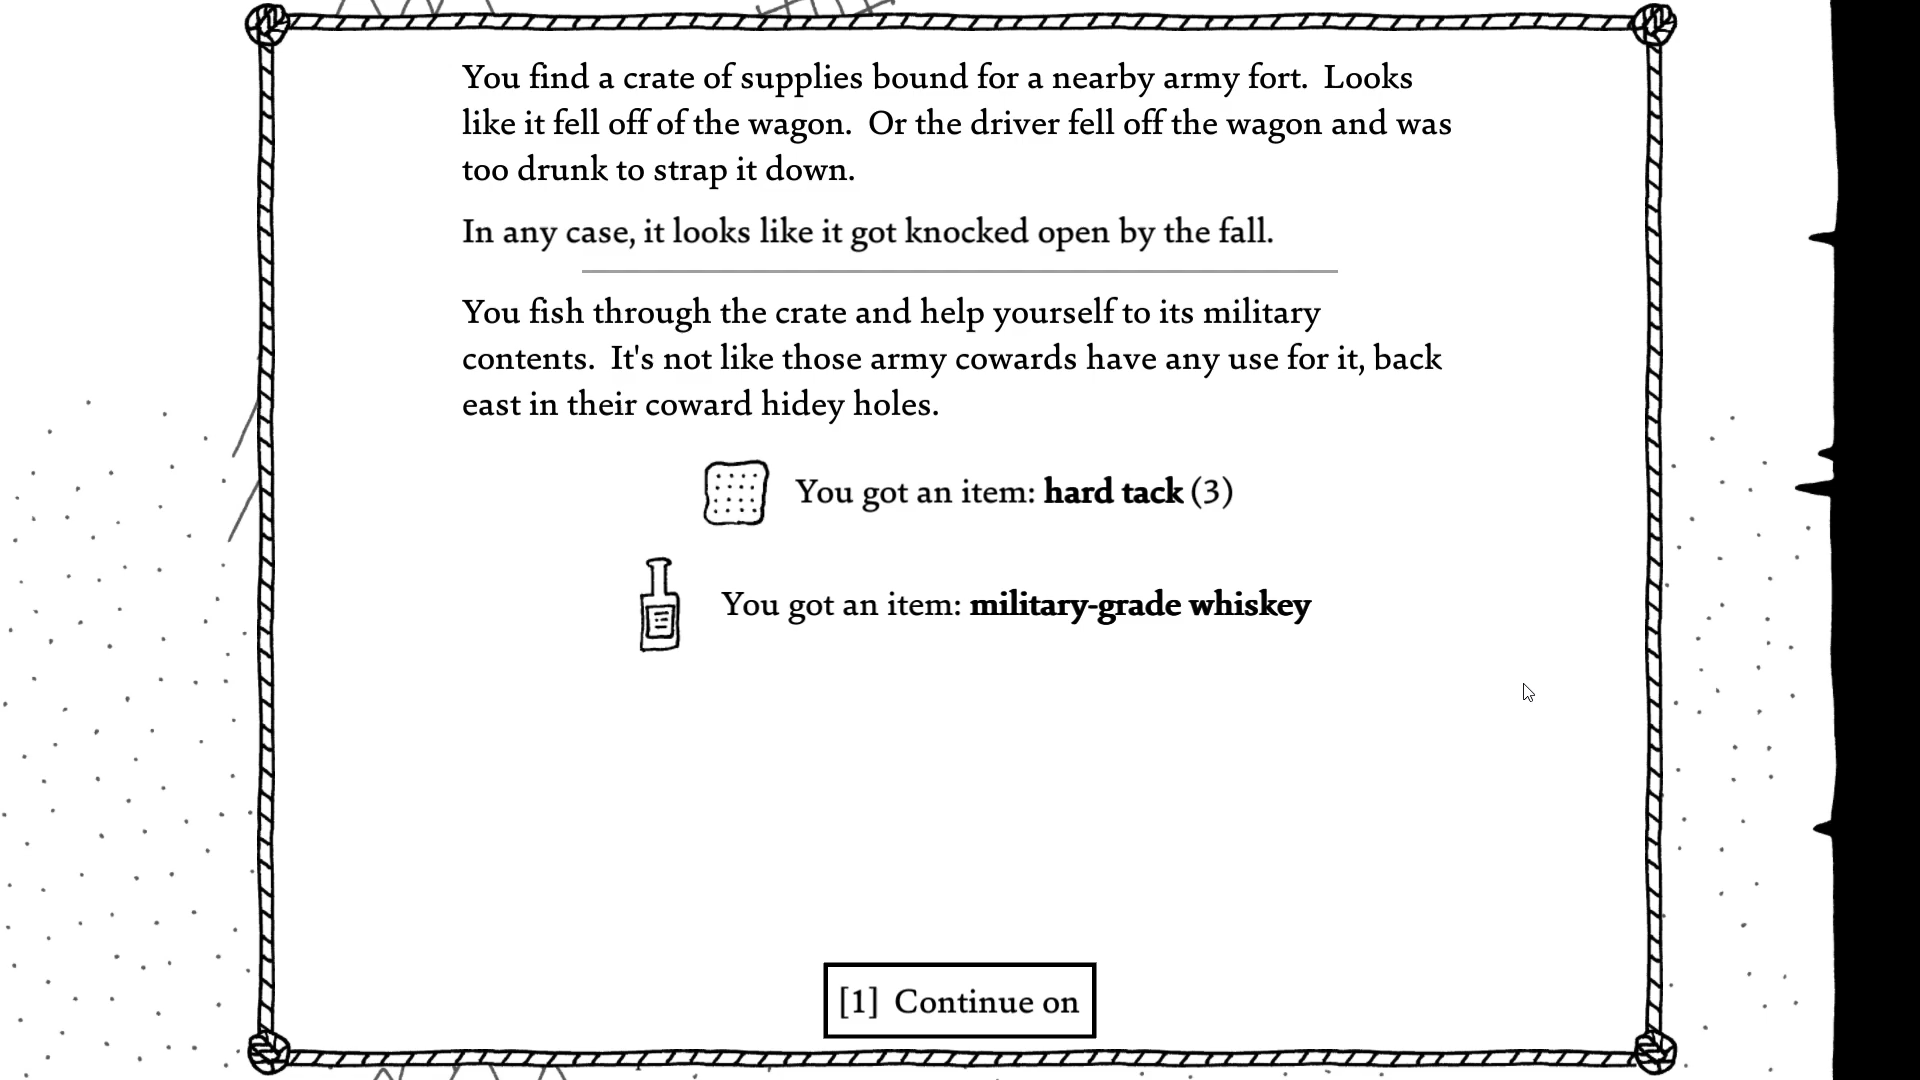 You find a crate of supplies bound for a nearby army fort.  Looks
like it fell off of the wagon.  Or the driver fell off the wagon and was
too drunk to strap it down.
In any case, it looks like it got knocked open by the fall.
You fish through the crate and help yourself to its military
contents.  It's not like those army cowards have any use for it, back
east in their coward hidey holes.
You got an item: hard tack (3)
You got an item: military-grade whiskey
[1]  Continue on